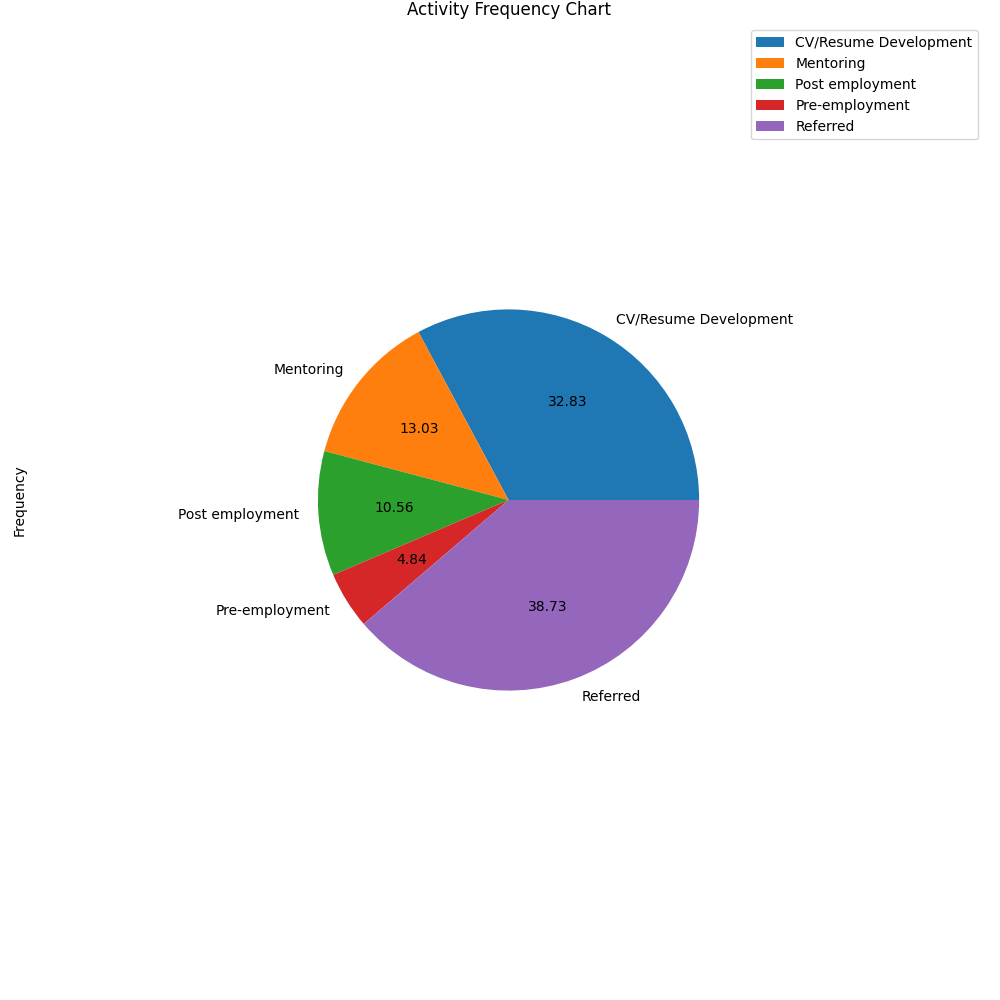 Activity Frequency Chart
CV/Resume Development
Mentoring
Post employment
Pre-employment
Referred
CV/Resume Development
32.83
Mentoring
13.03
Frequency
Post employment
10.56
4.84
Pre-employment
38.73
Referred